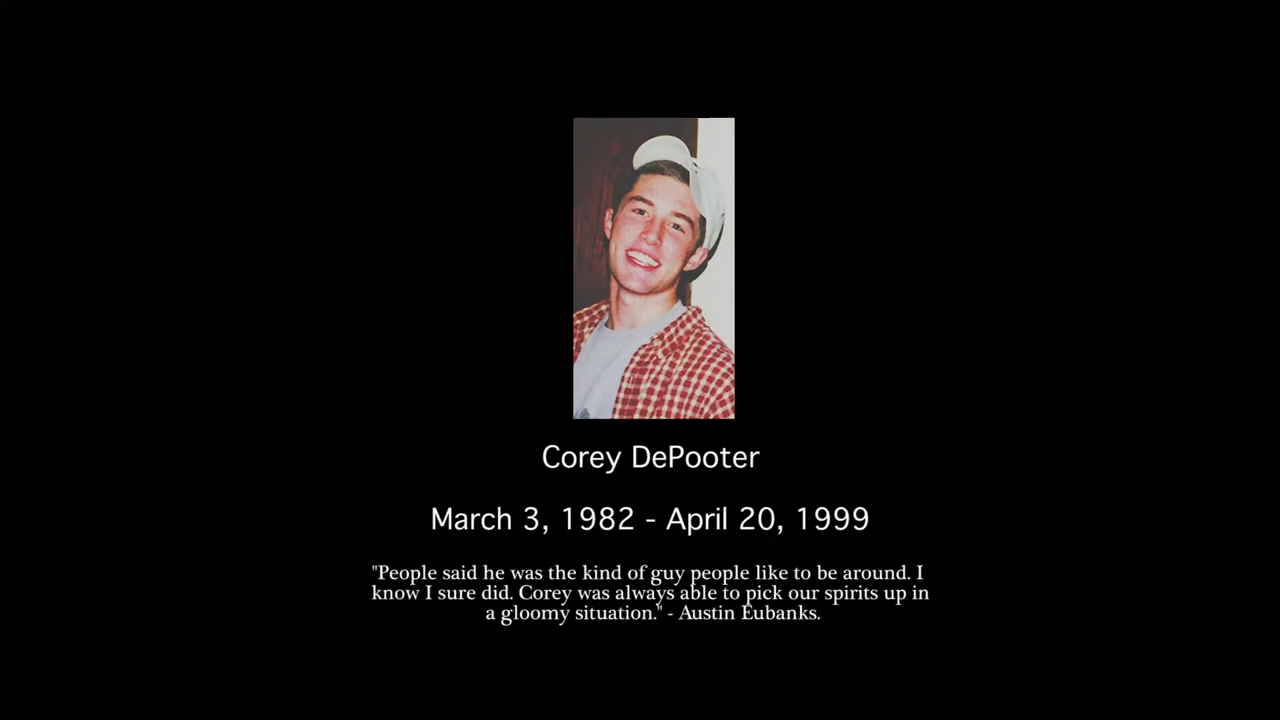 Corey DePooter
March 3, 1982 - April 20, 1999
"People said he was the kind of guy people like to be around. I
know I sure did. Corey was always able to pick our spirits up in
a gloomy situation." - Austin Eubanks.